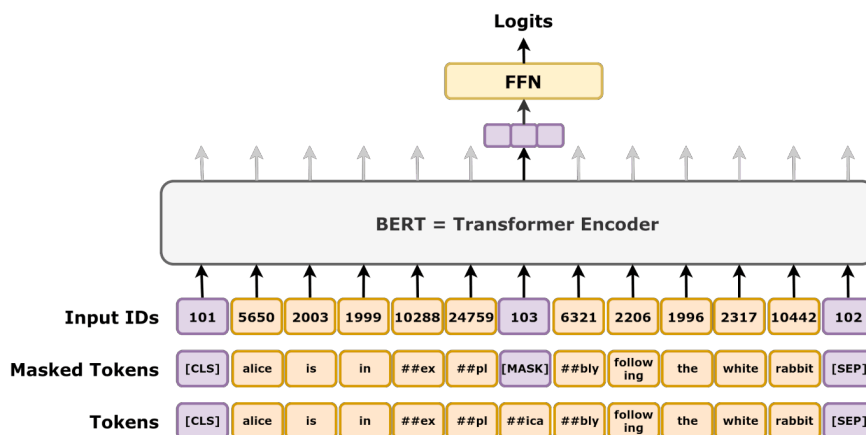 Logits
FFN
BERT = Transformer Encoder
Input IDs 101 5650 2003 1999 10288 24759 103 6321 2206 1996 2317 10442 102
Masked Tokens [CLS] alice is in ##ex ##pl [MASK] ##bly follow ing the white rabbit [SEP]
Tokens [CLS] alice is in ##ex ##pl ##ica ##bly follow ing the white rabbit [SEP]